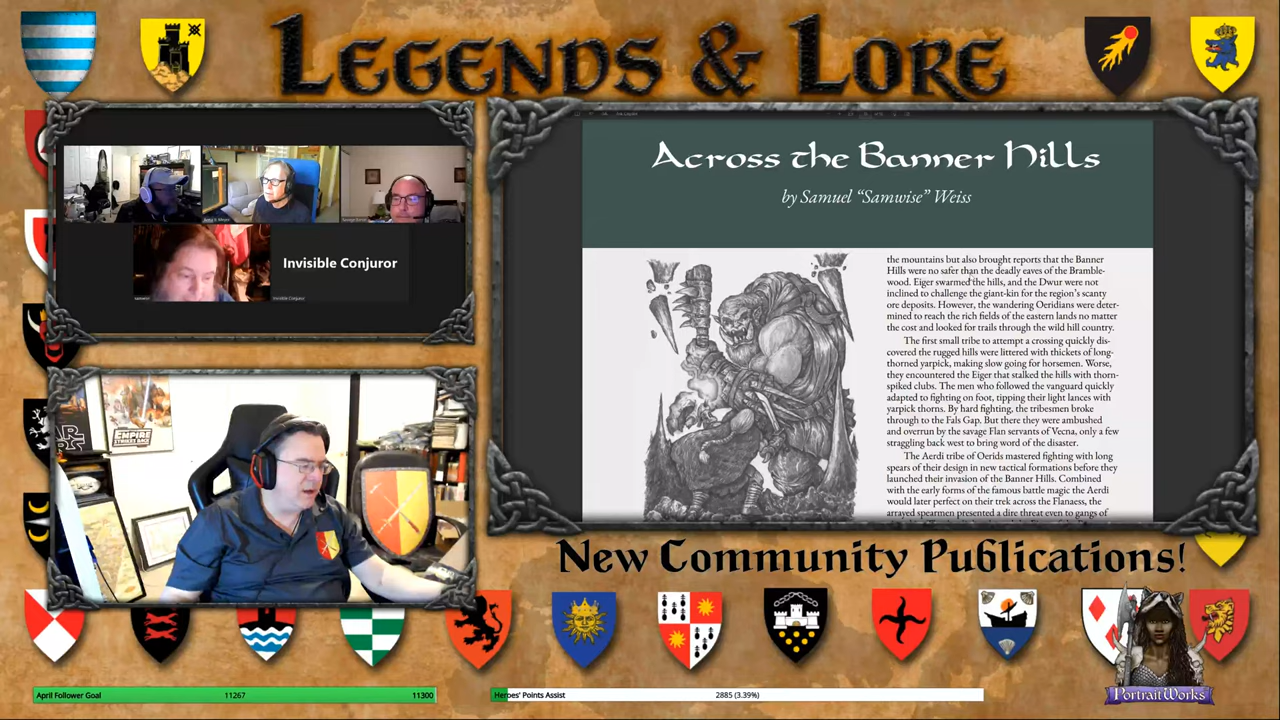 LEGENDS & LORE
Invisible Conjuror
Invisible Conjuror
STAR
WARS
THE
EMPIRE
STRIKES
BACK
Across the Banner Hills
by Samuel “Samwise” Weiss
the mountains but also brought reports that the Banner
Hills were no safer than the deadly eaves of the Bramble-
wood. Eiger swarmed the hills, and the Dwur were not
inclined to challenge the giant-kin for the region’s scanty
ore deposits. However, the wandering Oeridians were deter-
mined to reach the rich fields of the eastern lands no matter
the cost and looked for trails through the wild hill country.
The first small tribe to attempt a crossing quickly dis-
covered the rugged hills were littered with thickets of long-
thorned yarpick, making slow going for horsemen. Worse,
they encountered the Eiger that stalked the hills with thorn-
spiked clubs. The men who followed the vanguard quickly
adapted to fighting on foot, tipping their light lances with
yarpick thorns. By hard fighting, the tribesmen broke
through to the Fals Gap. But there they were ambushed
and overrun by the savage Flan servants of Vecna, only a few
straggling back west to bring word of the disaster.
The Aerdi tribe of Oerids mastered fighting with long
spears of their design in new tactical formations before they
launched their invasion of the Banner Hills. Combined
with the early forms of the famous battle magic the Aerdi
would later perfect on their trek across the Flanaess, the
arrayed spearmen presented a dire threat even to gangs of
New Community Publications!
PortraitWorks
April Follower Goal 11267 11300
Heroes' Points Assist 2885 (3.39%)